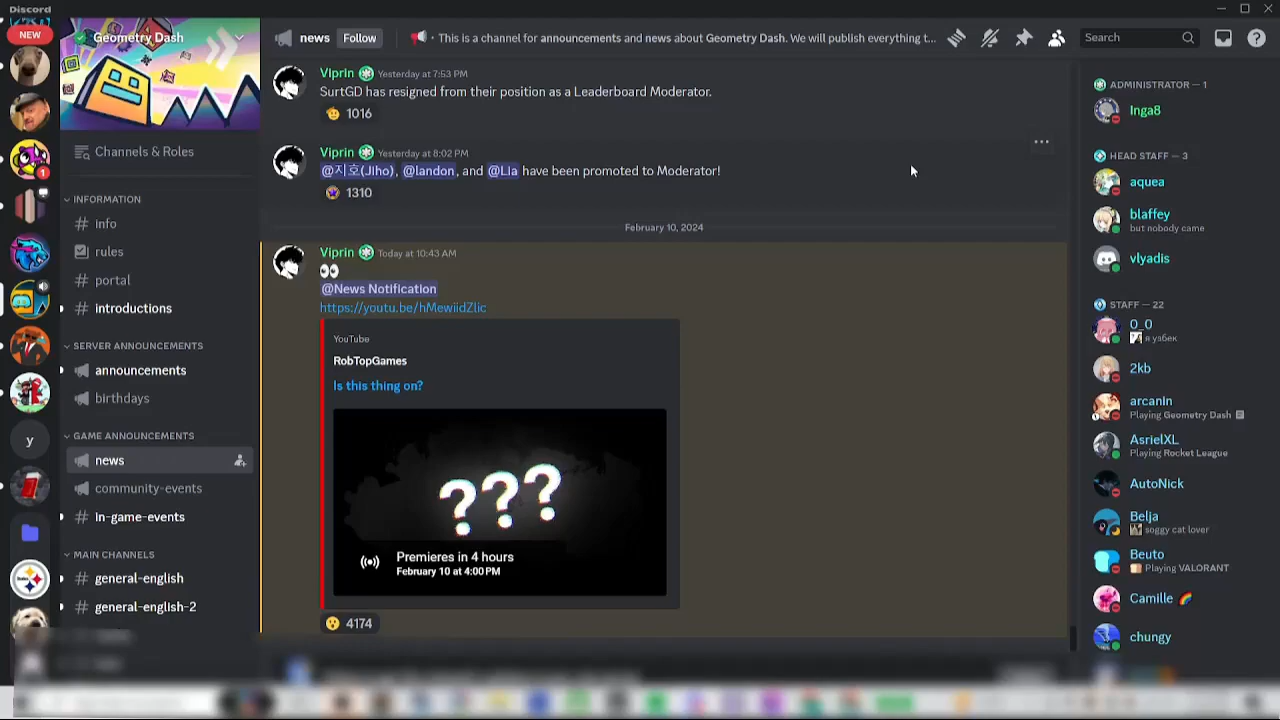 Discord
NEW
Geometry Dash
Channels & Roles
INFORMATION
info
rules
portal
introductions
SERVER ANNOUNCEMENTS
announcements
birthdays
GAME ANNOUNCEMENTS
news
community-events
in-game-events
MAIN CHANNELS
general-english
general-english-2
1
y
news
Follow
· This is a channel for announcements and news about Geometry Dash. We will publish everything t...
Search
Viprin Yesterday at 7:53 PM
SurtGD has resigned from their position as a Leaderboard Moderator.
1016
Viprin Yesterday at 8:02 PM
@지호(Jiho), @landon, and @Lia have been promoted to Moderator!
1310
February 10, 2024
Viprin Today at 10:43 AM
@News Notification
https://youtu.be/hMewiidZlic
YouTube
RobTopGames
Is this thing on?
???
Premieres in 4 hours
February 10 at 4:00 PM
4174
ADMINISTRATOR — 1
Inga8
HEAD STAFF — 3
aquea
blaffey
but nobody came
vlyadis
STAFF — 22
0_0
я узбек
2kb
arcanin
Playing Geometry Dash
AsrielXL
Playing Rocket League
AutoNick
Belja
soggy cat lover
Beuto
Playing VALORANT
Camille
chungy